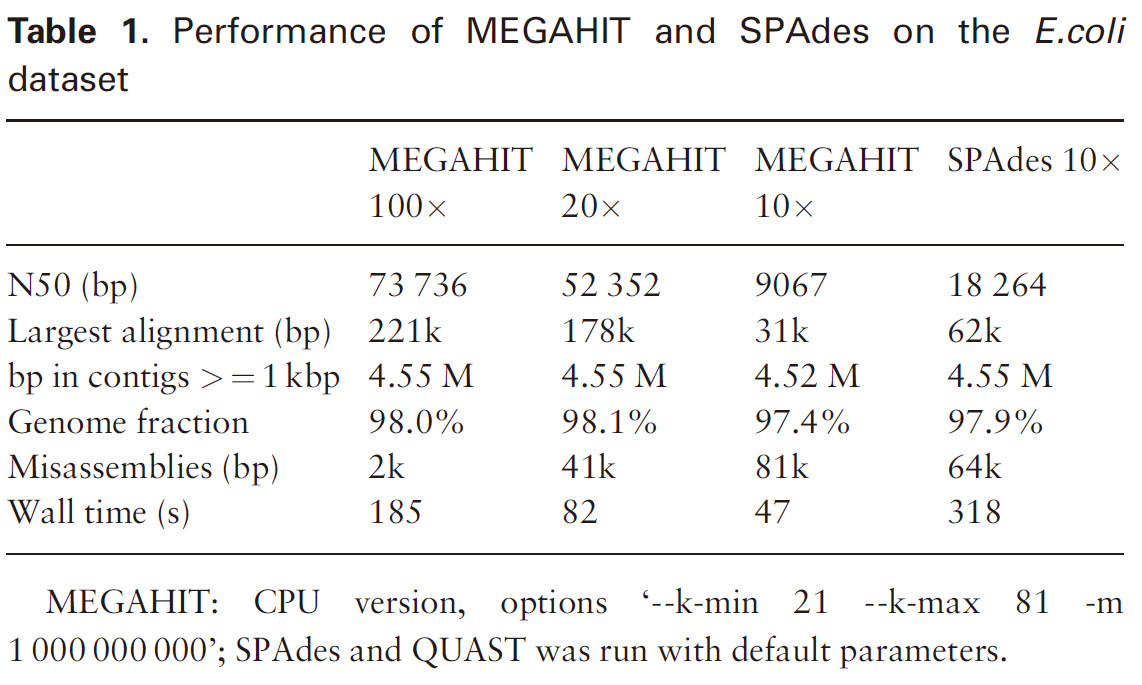 Table 1. Performance of MEGAHIT and SPAdes on the E.coli
dataset
MEGAHIT 100× MEGAHIT 20× MEGAHIT 10× SPAdes 10×
N50 (bp) 73 736 52 352 9067 18 264
Largest alignment (bp) 221k 178k 31k 62k
bp in contigs >= 1 kbp 4.55 M 4.55 M 4.52 M 4.55 M
Genome fraction 98.0% 98.1% 97.4% 97.9%
Misassemblies (bp) 2k 41k 81k 64k
Wall time (s) 185 82 47 318
MEGAHIT: CPU version, options ‘--k-min 21 --k-max 81 -m
1 000 000 000’; SPAdes and QUAST was run with default parameters.